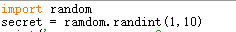 import random
secret = ramdom.randint(1,10)